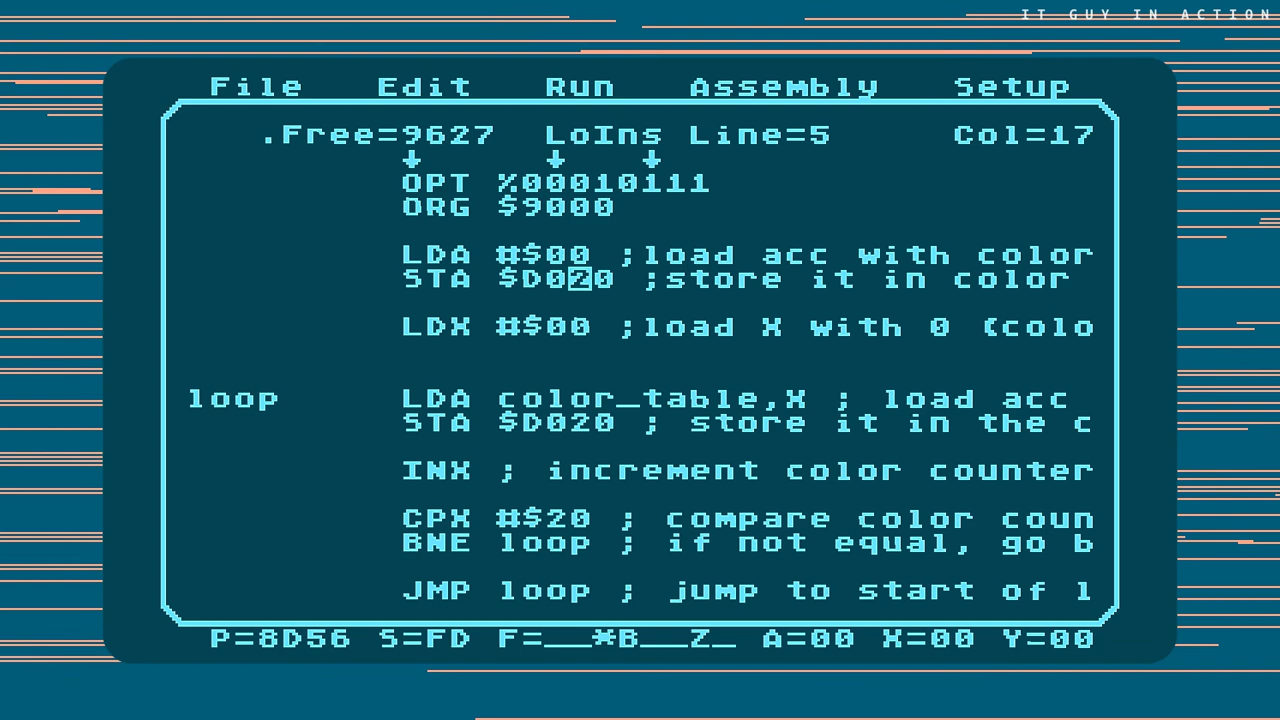 IT GUY IN ACTION
File Edit Run Assembly Setup
.Free=9627 LoIns Line=5 Col=17
OPT %00010111
ORG $9000
LDA #$00 ;load acc with color
STA $D020 ;store it in color
LDX #$00 ;load X with 0 (colo
loop LDA color_table,X ; load acc
STA $D020 ; store it in the c
INX ; increment color counter
CPX #$20 ; compare color coun
BNE loop ; if not equal, go b
JMP loop ; jump to start of l
P=8D56 S=FD F=__*B___Z_ A=00 X=00 Y=00